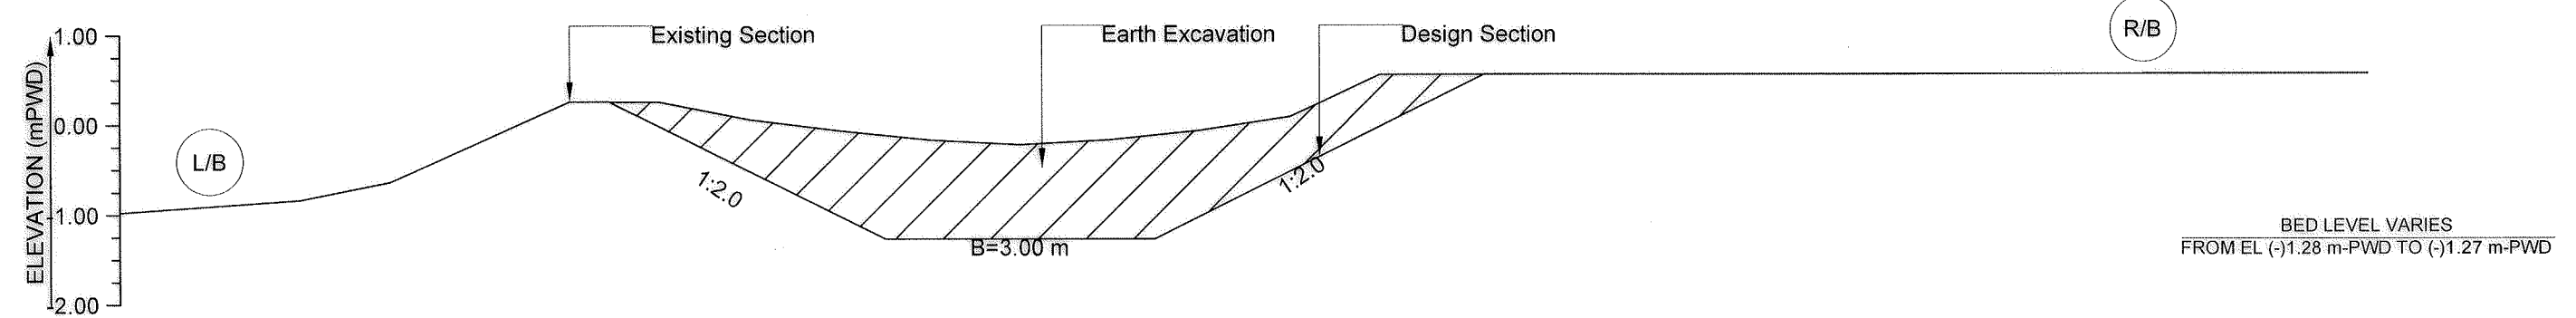 1.00
0.00
-1.00
-2.00
ELEVATION (mPWD)
L/B
Existing Section
Earth Excavation
Design Section
R/B
1:2.0
1:2.0
B=3.00 m
BED LEVEL VARIES
FROM EL (-)1.28 m-PWD TO (-)1.27 m-PWD